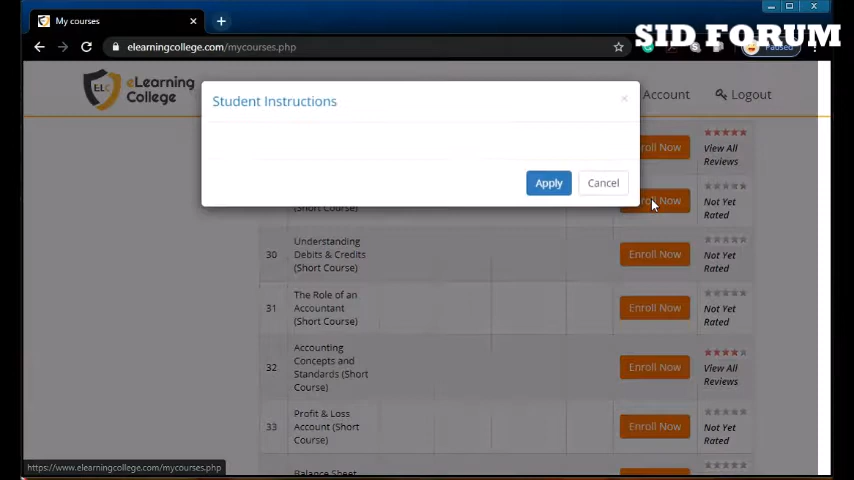 My courses
SID FORUM
elearningcollege.com/mycourses.php
Paused
ELC
eLearning
College
Account
Logout
Student Instructions
Apply
Cancel
Enroll Now
View All
Reviews
Enroll Now
Not Yet
Rated
(Short Course)
30
Understanding
Debits & Credits
(Short Course)
Enroll Now
Not Yet
Rated
31
The Role of an
Accountant
(Short Course)
Enroll Now
Not Yet
Rated
32
Accounting
Concepts and
Standards (Short
Course)
Enroll Now
View All
Reviews
33
Profit & Loss
Account (Short
Course)
Enroll Now
Not Yet
Rated
Balance Sheet
https://www.elearningcollege.com/mycourses.php